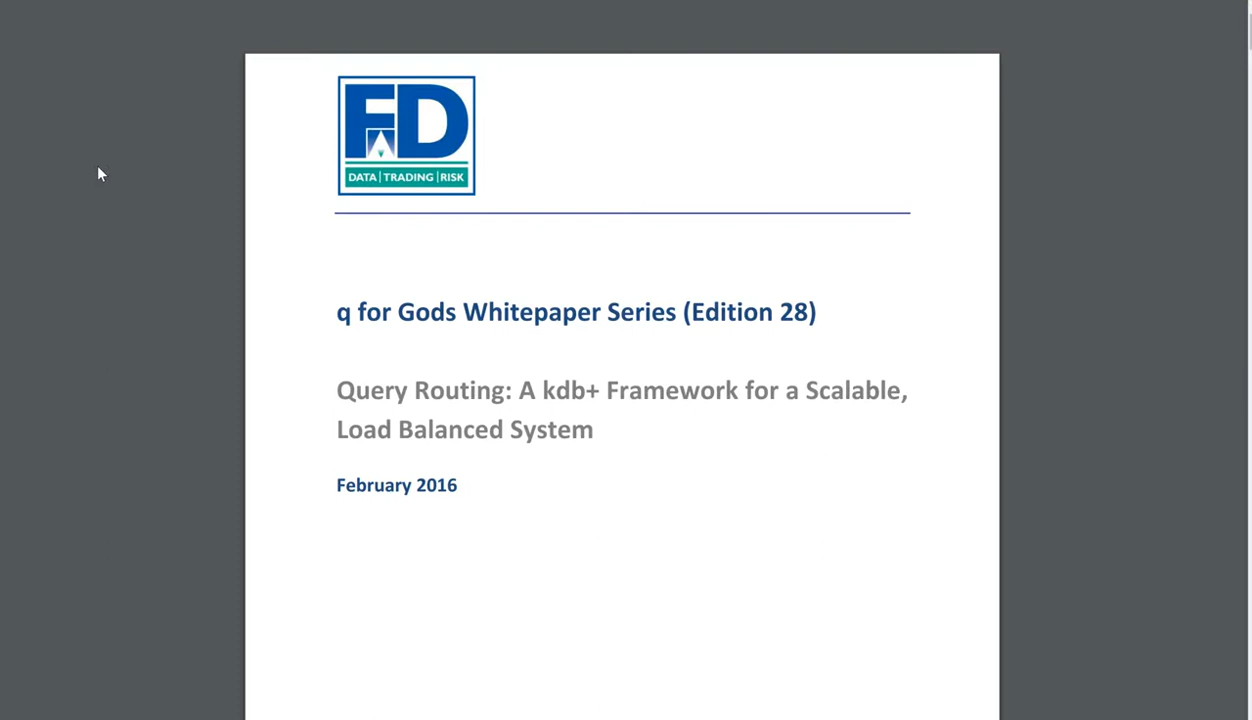 FD
DATA | TRADING | RISK
q for Gods Whitepaper Series (Edition 28)
Query Routing: A kdb+ Framework for a Scalable,
Load Balanced System
February 2016